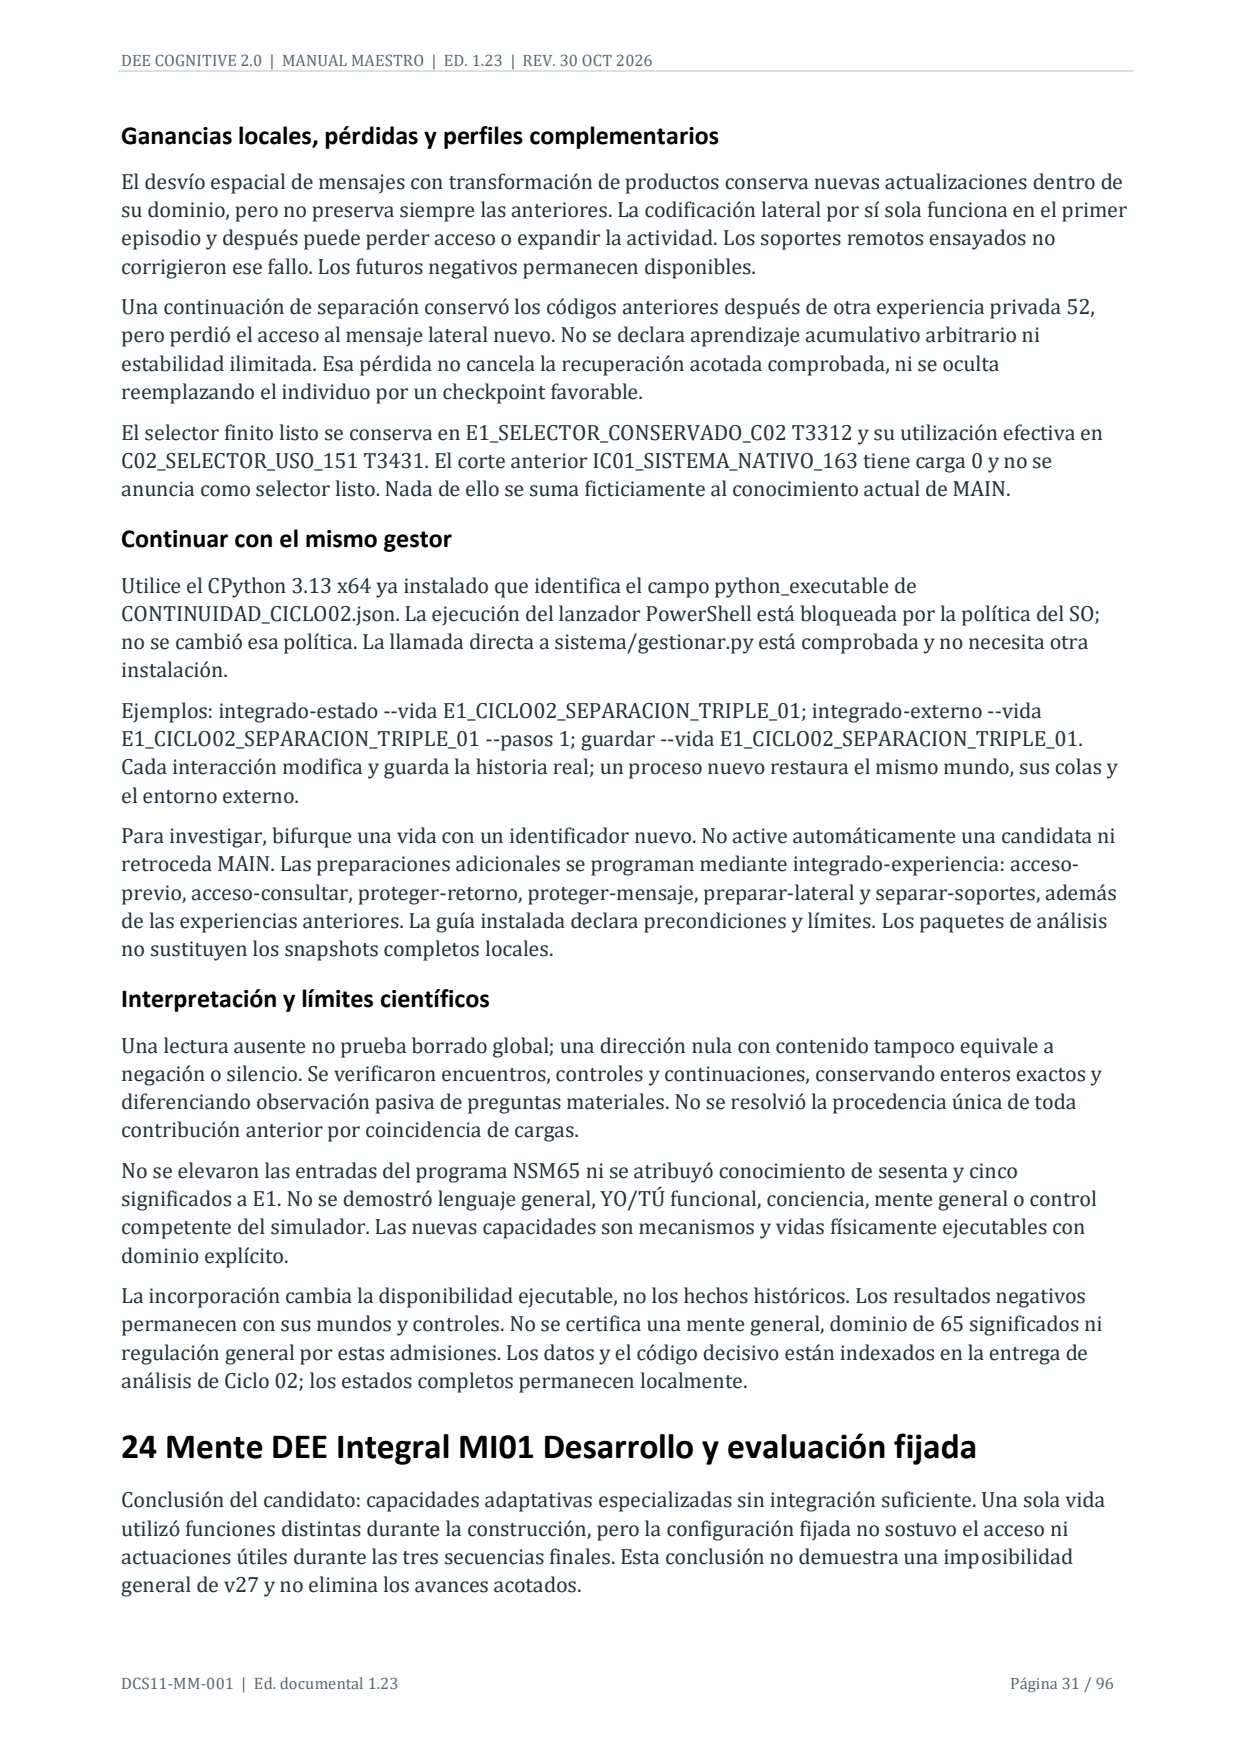 DEE COGNITIVE 2.0 | MANUAL MAESTRO | ED. 1.23 | REV. 30 OCT 2026
Ganancias locales, pérdidas y perfiles complementarios
El desvío espacial de mensajes con transformación de productos conserva nuevas actualizaciones dentro de
su dominio, pero no preserva siempre las anteriores. La codificación lateral por sí sola funciona en el primer
episodio y después puede perder acceso o expandir la actividad. Los soportes remotos ensayados no
corrigieron ese fallo. Los futuros negativos permanecen disponibles.
Una continuación de separación conservó los códigos anteriores después de otra experiencia privada 52,
pero perdió el acceso al mensaje lateral nuevo. No se declara aprendizaje acumulativo arbitrario ni
estabilidad ilimitada. Esa pérdida no cancela la recuperación acotada comprobada, ni se oculta
reemplazando el individuo por un checkpoint favorable.
El selector finito listo se conserva en E1_SELECTOR_CONSERVADO_C02 T3312 y su utilización efectiva en
C02_SELECTOR_USO_151 T3431. El corte anterior IC01_SISTEMA_NATIVO_163 tiene carga 0 y no se
anuncia como selector listo. Nada de ello se suma ficticiamente al conocimiento actual de MAIN.
Continuar con el mismo gestor
Utilice el CPython 3.13 x64 ya instalado que identifica el campo python_executable de
CONTINUIDAD_CICLO02.json. La ejecución del lanzador PowerShell está bloqueada por la política del SO;
no se cambió esa política. La llamada directa a sistema/gestionar.py está comprobada y no necesita otra
instalación.
Ejemplos: integrado-estado --vida E1_CICLO02_SEPARACION_TRIPLE_01; integrado-externo --vida
E1_CICLO02_SEPARACION_TRIPLE_01 --pasos 1; guardar --vida E1_CICLO02_SEPARACION_TRIPLE_01.
Cada interacción modifica y guarda la historia real; un proceso nuevo restaura el mismo mundo, sus colas y
el entorno externo.
Para investigar, bifurque una vida con un identificador nuevo. No active automáticamente una candidata ni
retroceda MAIN. Las preparaciones adicionales se programan mediante integrado-experiencia: acceso-
previo, acceso-consultar, proteger-retorno, proteger-mensaje, preparar-lateral y separar-soportes, además
de las experiencias anteriores. La guía instalada declara precondiciones y límites. Los paquetes de análisis
no sustituyen los snapshots completos locales.
Interpretación y límites científicos
Una lectura ausente no prueba borrado global; una dirección nula con contenido tampoco equivale a
negación o silencio. Se verificaron encuentros, controles y continuaciones, conservando enteros exactos y
diferenciando observación pasiva de preguntas materiales. No se resolvió la procedencia única de toda
contribución anterior por coincidencia de cargas.
No se elevaron las entradas del programa NSM65 ni se atribuyó conocimiento de sesenta y cinco
significados a E1. No se demostró lenguaje general, YO/TÚ funcional, conciencia, mente general o control
competente del simulador. Las nuevas capacidades son mecanismos y vidas físicamente ejecutables con
dominio explícito.
La incorporación cambia la disponibilidad ejecutable, no los hechos históricos. Los resultados negativos
permanecen con sus mundos y controles. No se certifica una mente general, dominio de 65 significados ni
regulación general por estas admisiones. Los datos y el código decisivo están indexados en la entrega de
análisis de Ciclo 02; los estados completos permanecen localmente.
24 Mente DEE Integral MI01 Desarrollo y evaluación fijada
Conclusión del candidato: capacidades adaptativas especializadas sin integración suficiente. Una sola vida
utilizó funciones distintas durante la construcción, pero la configuración fijada no sostuvo el acceso ni
actuaciones útiles durante las tres secuencias finales. Esta conclusión no demuestra una imposibilidad
general de v27 y no elimina los avances acotados.
DCS11-MM-001 | Ed. documental 1.23
Página 31 / 96